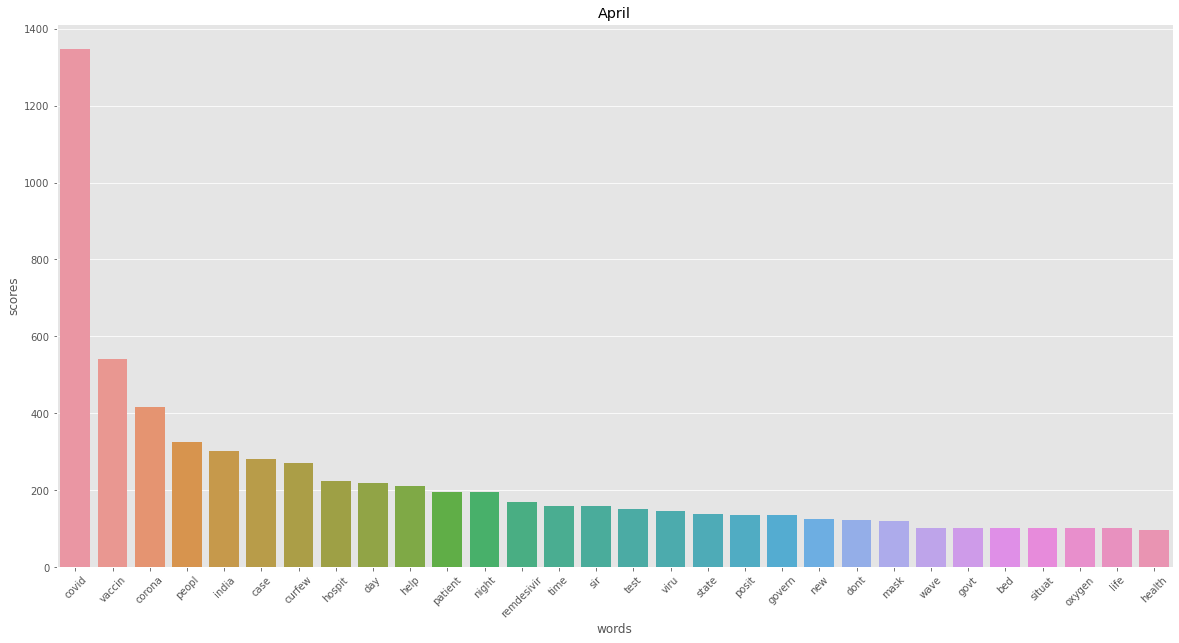 April
1400
1200
1000
800
600
400
200
0
scores
covid vaccin corona peopl india case curfew hospit day help patient night remdesivir time sir test viru state posit govern new dont mask wave govt bed situat oxygen life health
words